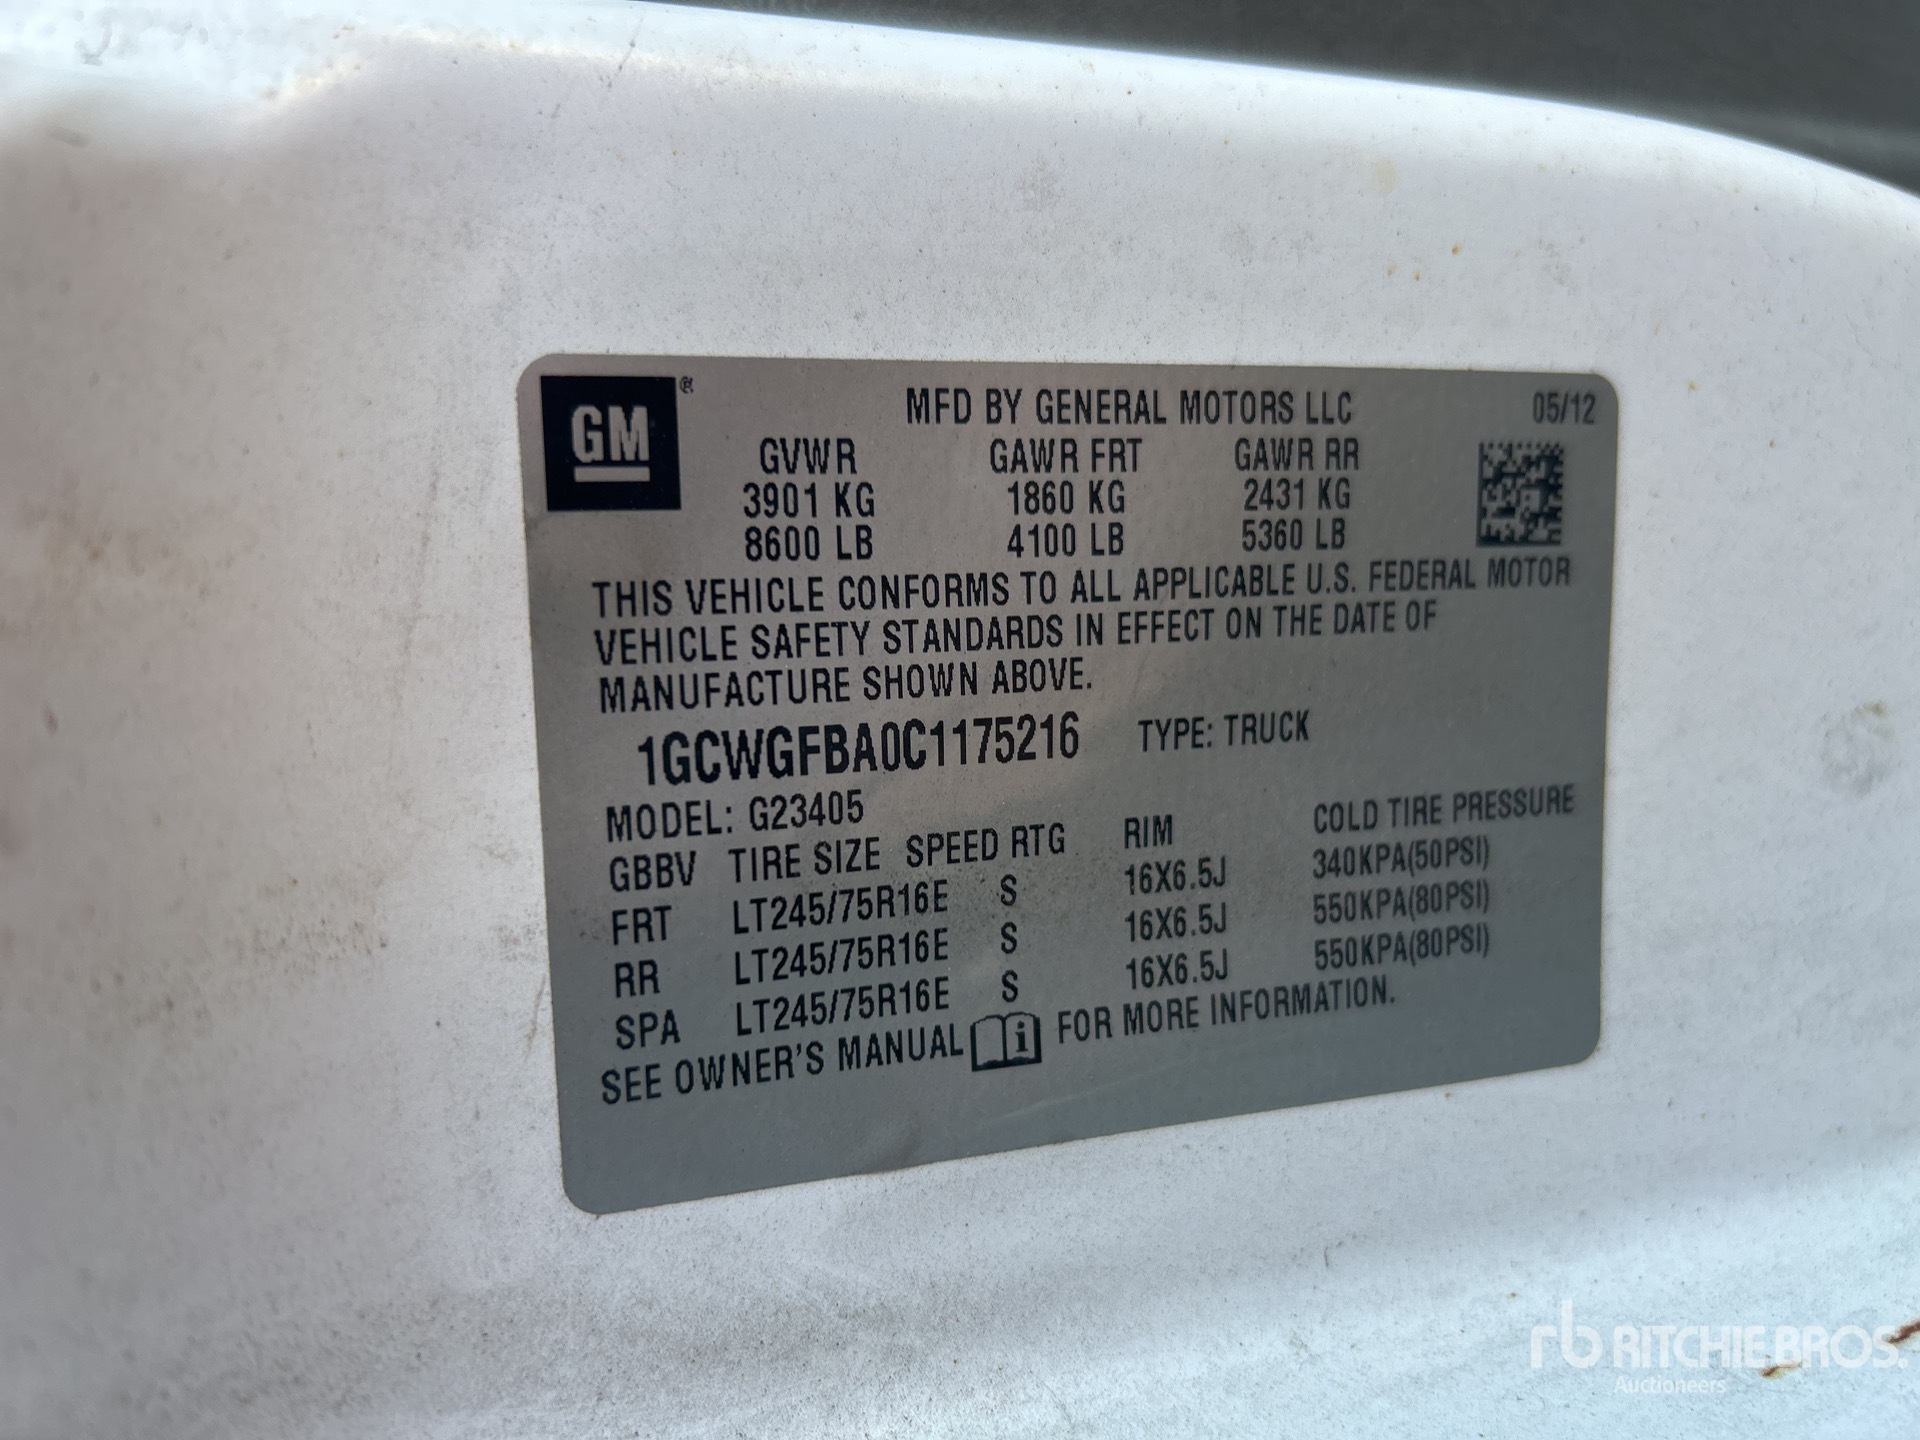 GM®
MFD BY GENERAL MOTORS LLC 05/12
GVWR GAWR FRT GAWR RR
3901 KG 1860 KG 2431 KG
8600 LB 4100 LB 5360 LB
THIS VEHICLE CONFORMS TO ALL APPLICABLE U.S. FEDERAL MOTOR
VEHICLE SAFETY STANDARDS IN EFFECT ON THE DATE OF
MANUFACTURE SHOWN ABOVE.
1GCWGFBA0C1175216 TYPE: TRUCK
MODEL: G23405
GBBV TIRE SIZE SPEED RTG RIM COLD TIRE PRESSURE
FRT LT245/75R16E S 16X6.5J 340KPA(50PSI)
RR LT245/75R16E S 16X6.5J 550KPA(80PSI)
SPA LT245/75R16E S 16X6.5J 550KPA(80PSI)
SEE OWNER'S MANUAL i FOR MORE INFORMATION.
rb RITCHIE BROS.
Auctioneers